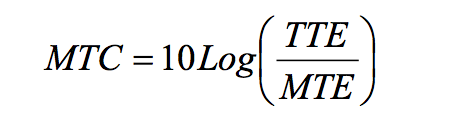 MTC = 10Log(TTE/MTE)